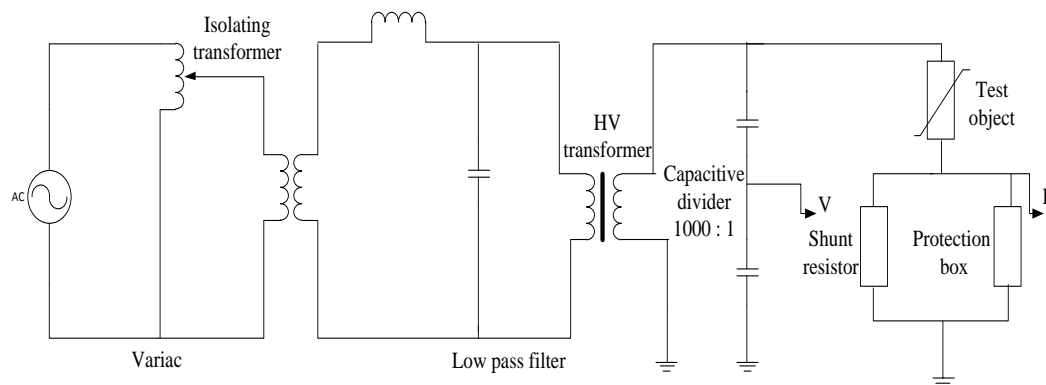 Isolating
transformer
AC
Variac
Low pass filter
HV
transformer
Capacitive
divider
1000 : 1
V
Test
object
Shunt
resistor
Protection
box
I